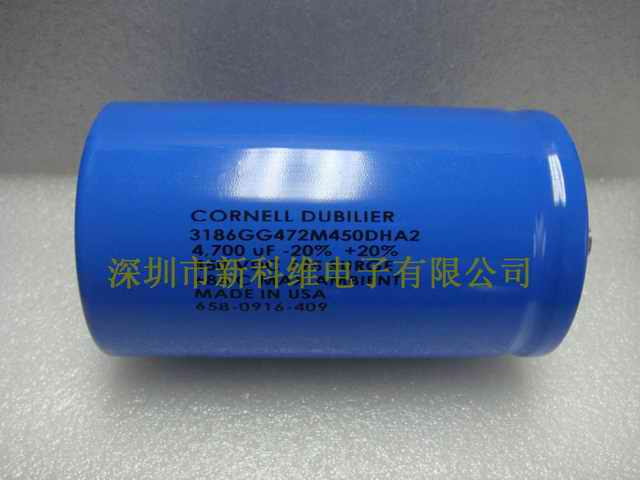 CORNELL DUBILIER
3186GG472M450DHA2
4,700 uF -20% +20%
深圳市新科维电子有限公司
MADE IN USA
658-0916-409